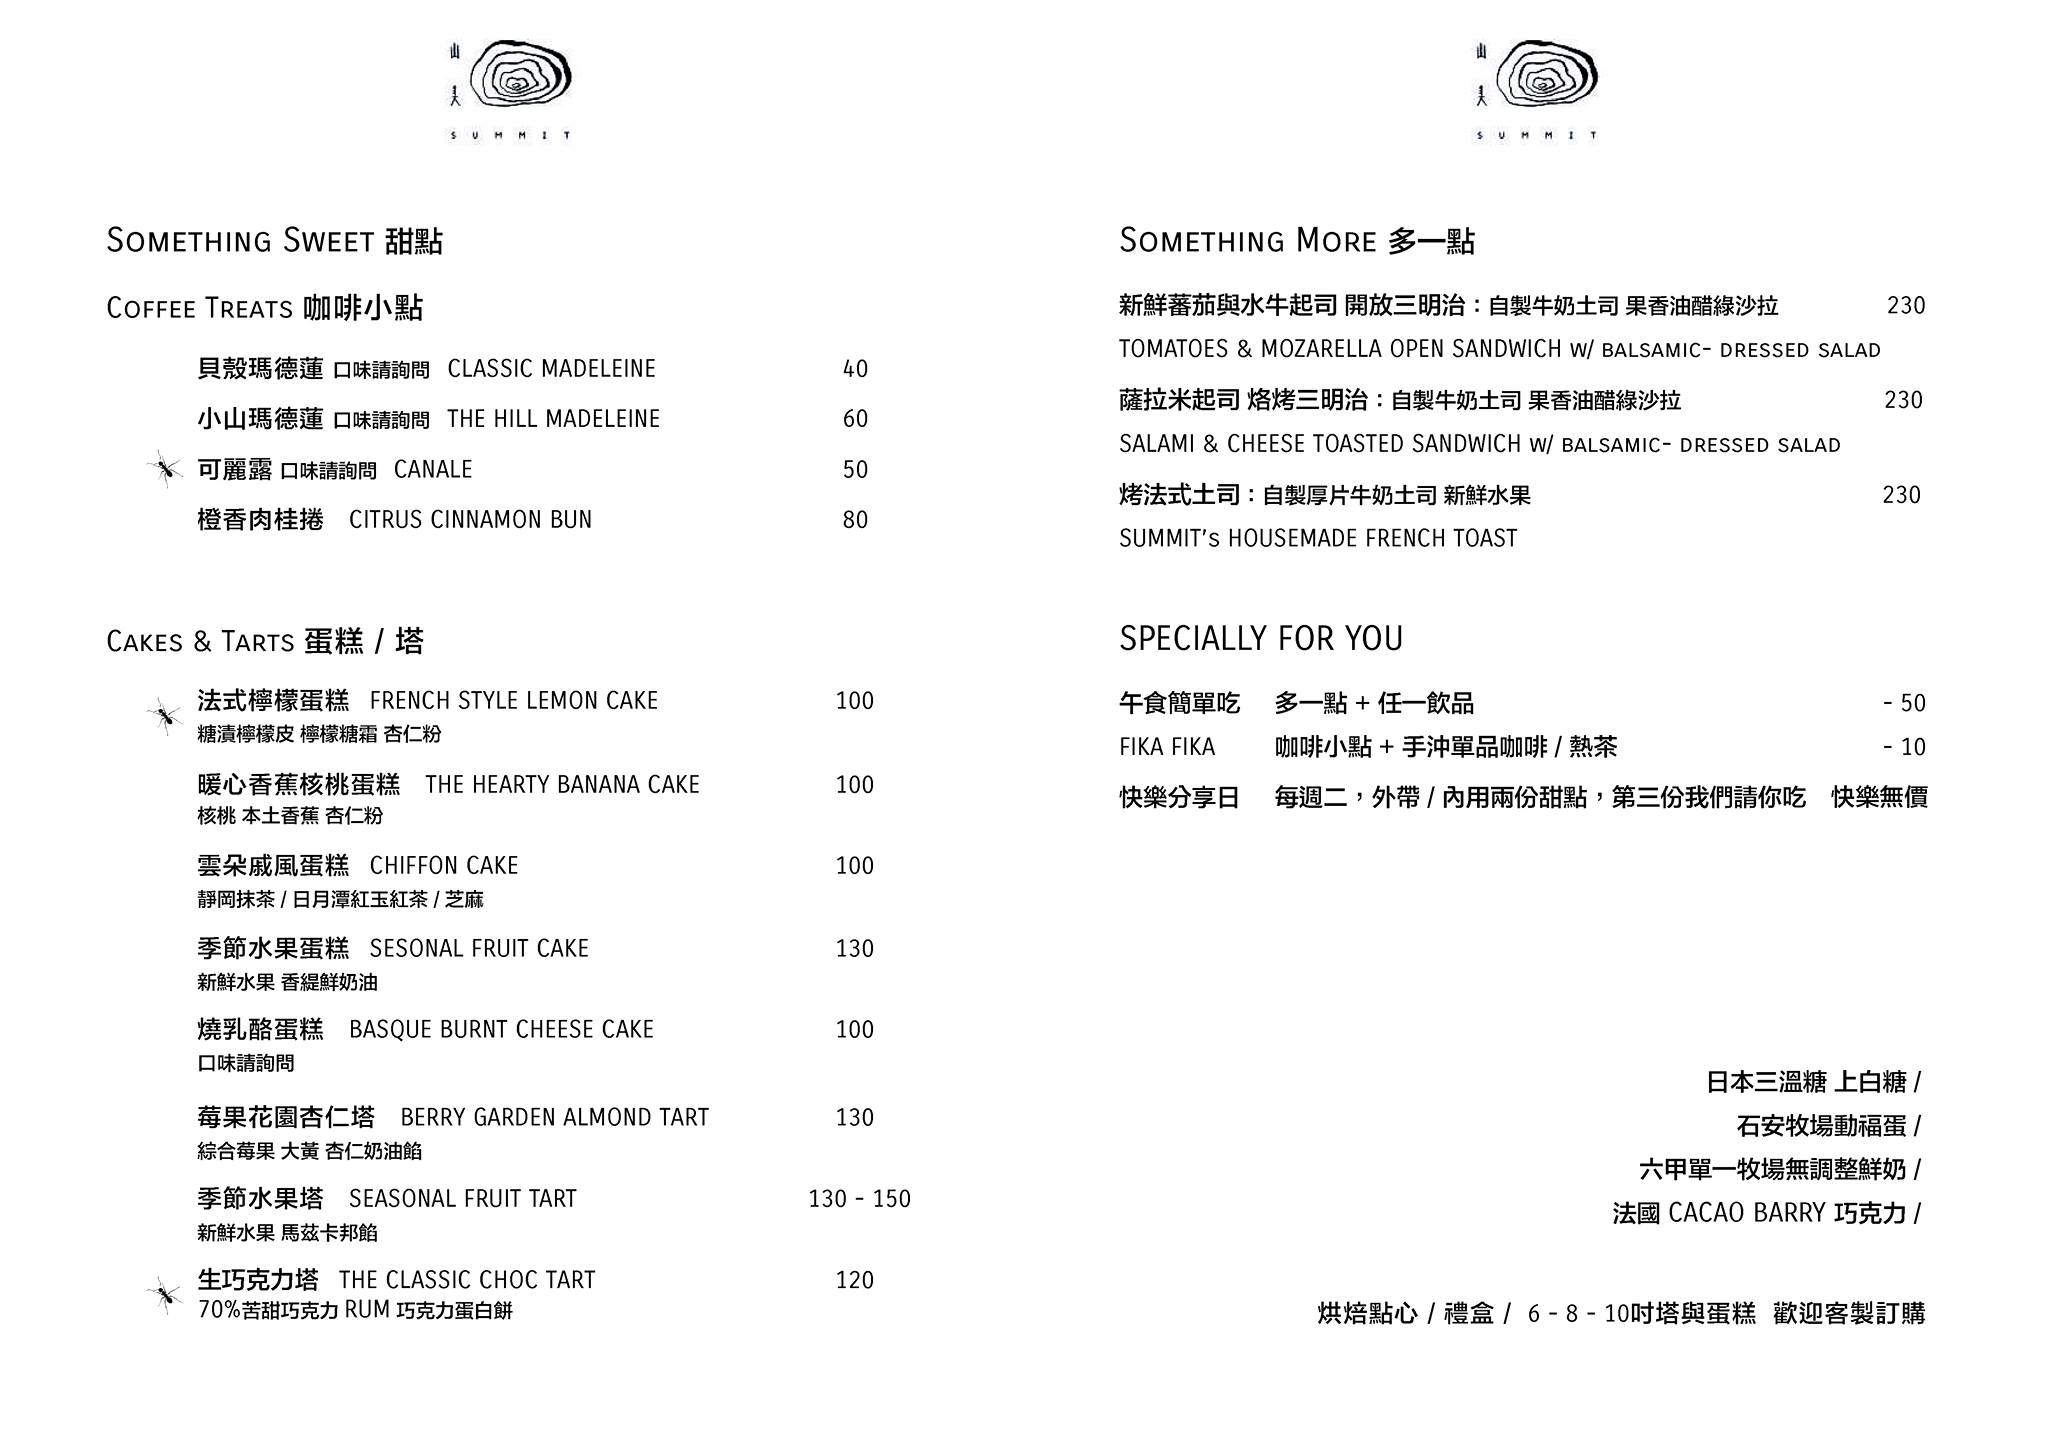 山
美
SUMMIT
SOMETHING SWEET 甜點
COFFEE TREATS 咖啡小點
貝殼瑪德蓮 口味請詢問 CLASSIC MADELEINE 40
小山瑪德蓮 口味請詢問 THE HILL MADELEINE 60
可麗露 口味請詢問 CANALE 50
橙香肉桂捲 CITRUS CINNAMON BUN 80
CAKES & TARTS 蛋糕 / 塔
法式檸檬蛋糕 FRENCH STYLE LEMON CAKE 100
糖漬檸檬皮 檸檬糖霜 杏仁粉
暖心香蕉核桃蛋糕 THE HEARTY BANANA CAKE 100
核桃 本土香蕉 杏仁粉
雲朵戚風蛋糕 CHIFFON CAKE 100
靜岡抹茶 / 日月潭紅玉紅茶 / 芝麻
季節水果蛋糕 SESONAL FRUIT CAKE 130
新鮮水果 香緹鮮奶油
燒乳酪蛋糕 BASQUE BURNT CHEESE CAKE 100
口味請詢問
莓果花園杏仁塔 BERRY GARDEN ALMOND TART 130
綜合莓果 大黃 杏仁奶油餡
季節水果塔 SEASONAL FRUIT TART 130 - 150
新鮮水果 馬茲卡邦餡
生巧克力塔 THE CLASSIC CHOC TART 120
70%苦甜巧克力 RUM 巧克力蛋白餅
山
美
SUMMIT
SOMETHING MORE 多一點
新鮮蕃茄與水牛起司 開放三明治：自製牛奶土司 果香油醋綠沙拉 230
TOMATOES & MOZARELLA OPEN SANDWICH W/ BALSAMIC- DRESSED SALAD
薩拉米起司 烙烤三明治：自製牛奶土司 果香油醋綠沙拉 230
SALAMI & CHEESE TOASTED SANDWICH W/ BALSAMIC- DRESSED SALAD
烤法式土司：自製厚片牛奶土司 新鮮水果 230
SUMMIT's HOUSEMADE FRENCH TOAST
SPECIALLY FOR YOU
午食簡單吃 多一點 + 任一飲品 - 50
FIKA FIKA 咖啡小點 + 手沖單品咖啡 / 熱茶 - 10
快樂分享日 每週二，外帶 / 內用兩份甜點，第三份我們請你吃 快樂無價
日本三溫糖 上白糖 /
石安牧場動福蛋 /
六甲單一牧場無調整鮮奶 /
法國 CACAO BARRY 巧克力 /
烘焙點心 / 禮盒 / 6 - 8 - 10吋塔與蛋糕 歡迎客製訂購